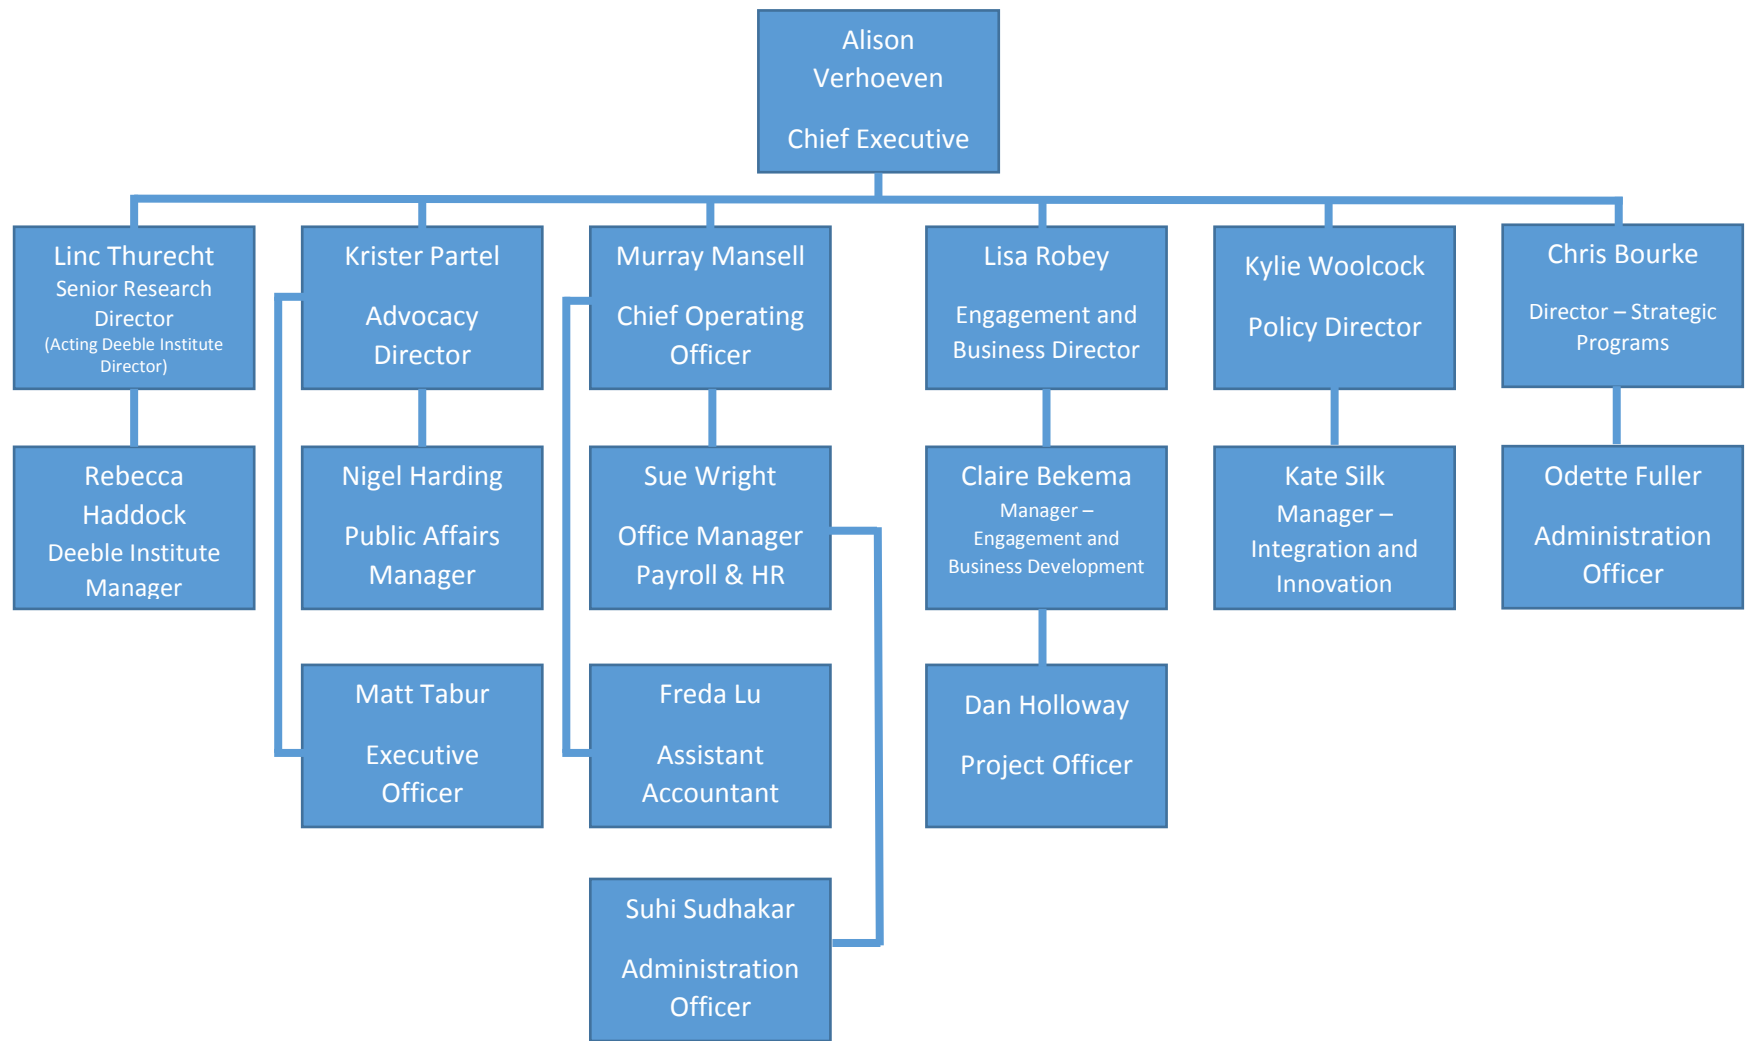 Alison
Verhoeven
Chief Executive
Linc Thurecht
Senior Research
Director
(Acting Deeble Institute
Director)
Krister Partel
Advocacy
Director
Murray Mansell
Chief Operating
Officer
Lisa Robey
Engagement and
Business Director
Kylie Woolcock
Policy Director
Chris Bourke
Director – Strategic
Programs
Rebecca
Haddock
Deeble Institute
Manager
Nigel Harding
Public Affairs
Manager
Sue Wright
Office Manager
Payroll & HR
Claire Bekema
Manager –
Engagement and
Business Development
Kate Silk
Manager –
Integration and
Innovation
Odette Fuller
Administration
Officer
Matt Tabur
Executive
Officer
Freda Lu
Assistant
Accountant
Dan Holloway
Project Officer
Suhi Sudhakar
Administration
Officer